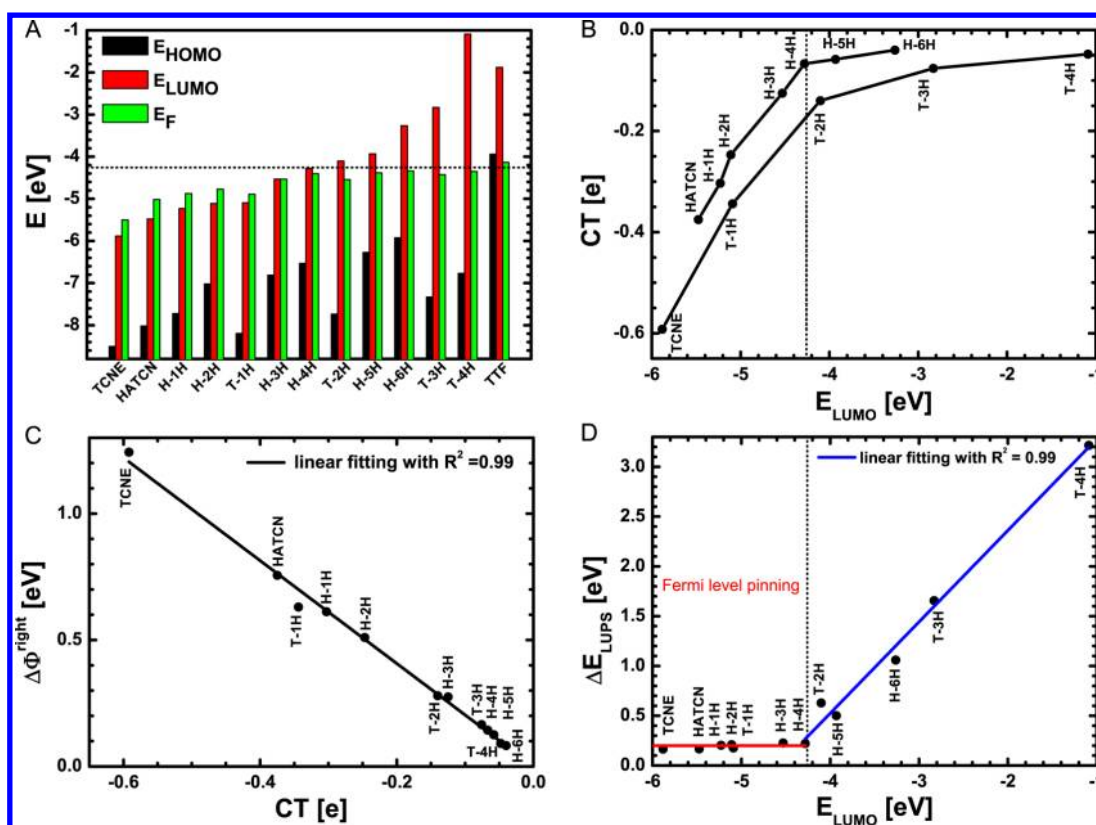 A
E [eV]
-1
-2
-3
-4
-5
-6
-7
-8
E_HOMO
E_LUMO
E_F
TCNE
HATCN
H-1H
H-2H
T-1H
H-3H
H-4H
T-2H
H-5H
H-6H
T-3H
T-4H
TTF
B
CT [e]
0.0
-0.2
-0.4
-0.6
TCNE
HATCN
H-1H
H-2H
T-1H
H-3H
H-4H
T-2H
H-5H
H-6H
T-3H
T-4H
-6 -5 -4 -3 -2 -1
E_LUMO [eV]
C
ΔΦ^right [eV]
1.0
0.5
0.0
linear fitting with R² =0.99
TCNE
HATCN
T-1H
H-1H
H-2H
T-2H
H-3H
T-3H
H-4H
H-5H
T-4H
H-6H
-0.6 -0.4 -0.2 0.0
CT [e]
D
ΔE_LUPS [eV]
3.0
2.5
2.0
1.5
1.0
0.5
0.0
linear fitting with R² = 0.99
Fermi level pinning
TCNE
HATCN
H-1H
H-2H
T-1H
H-3H
H-4H
T-2H
H-5H
H-6H
T-3H
T-4H
-6 -5 -4 -3 -2 -1
E_LUMO [eV]